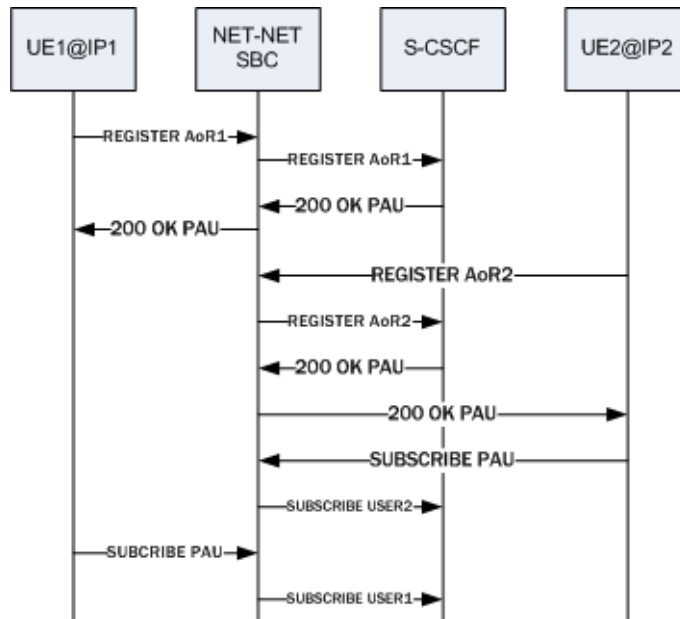 UE1@IP1
NET-NET
SBC
S-CSCF
UE2@IP2
REGISTER AoR1
REGISTER AoR1
200 OK PAU
200 OK PAU
REGISTER AoR2
REGISTER AoR2
200 OK PAU
200 OK PAU
SUBSCRIBE PAU
SUBSCRIBE USER2
SUBCRIBE PAU
SUBSCRIBE USER1